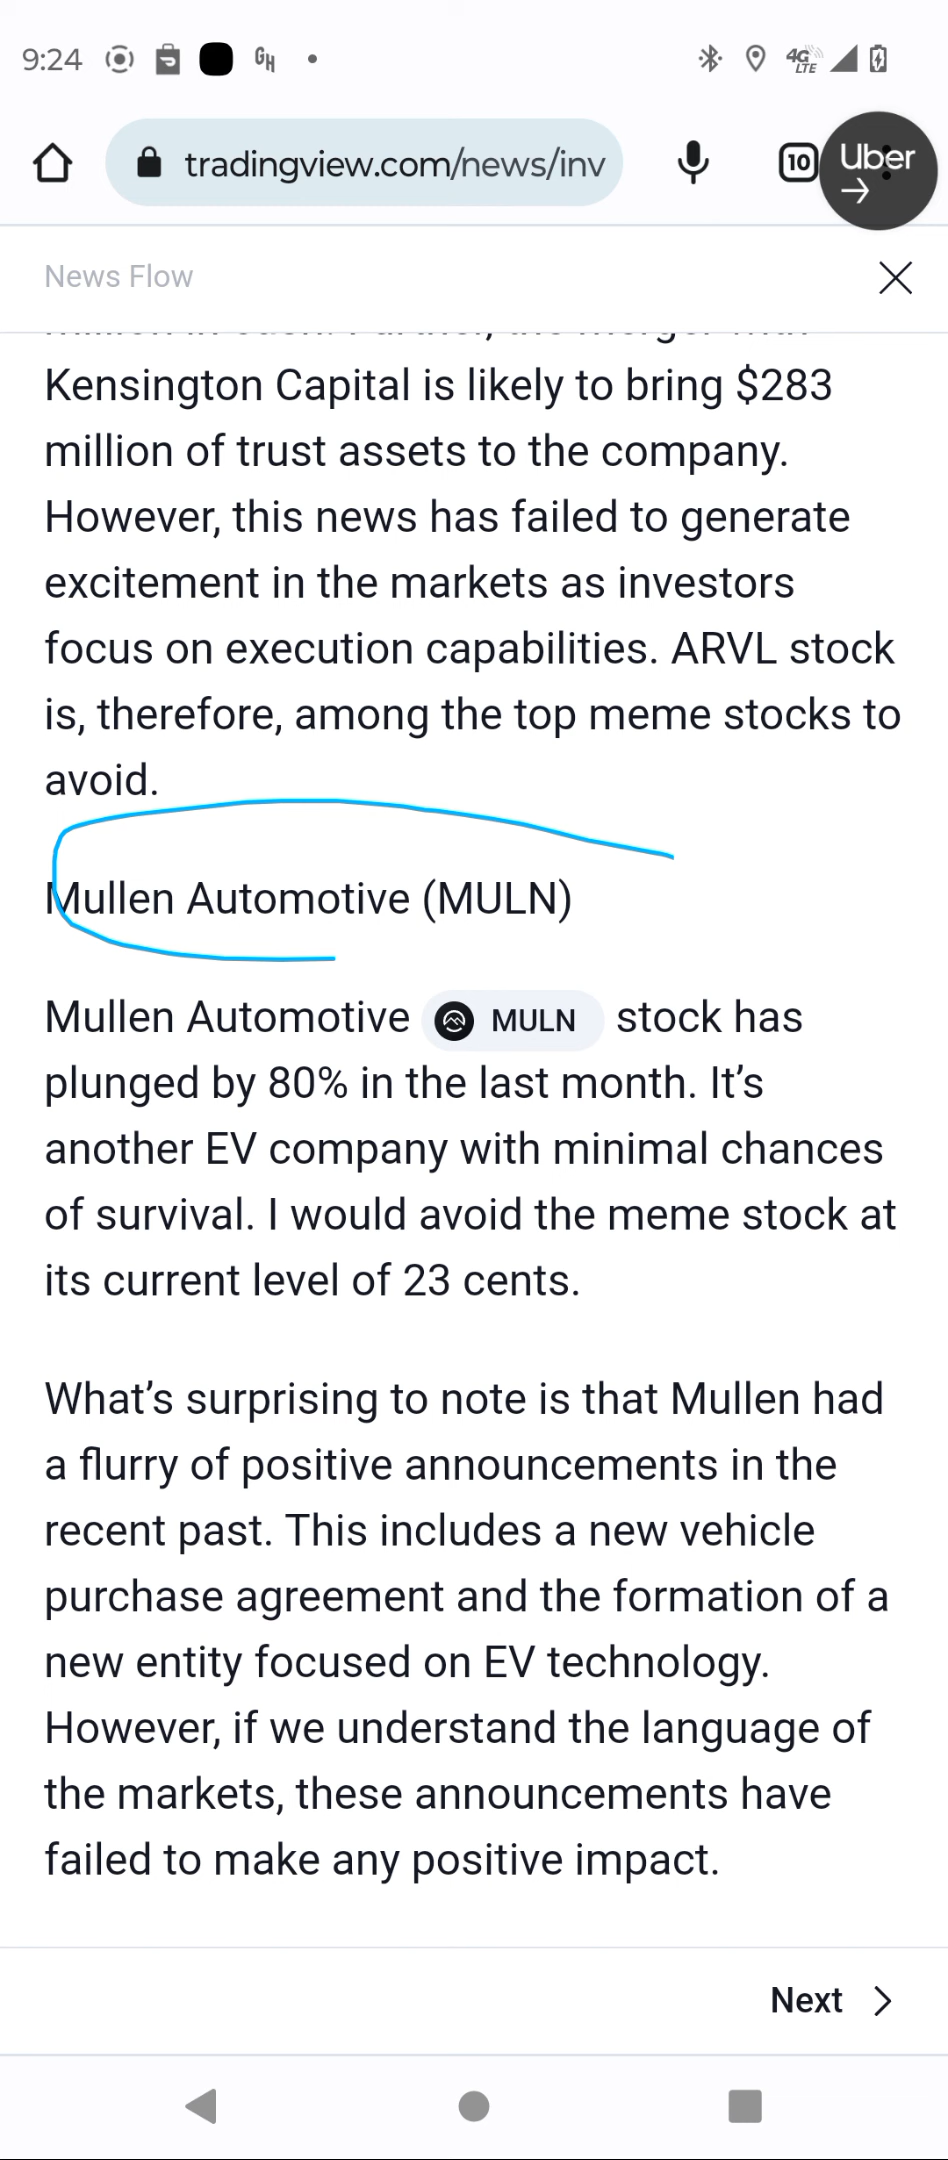 9:24 GH 4G LTE
tradingview.com/news/inv 10 Uber
News Flow
Kensington Capital is likely to bring $283
million of trust assets to the company.
However, this news has failed to generate
excitement in the markets as investors
focus on execution capabilities. ARVL stock
is, therefore, among the top meme stocks to
avoid.
Mullen Automotive (MULN)
Mullen Automotive MULN stock has
plunged by 80% in the last month. It’s
another EV company with minimal chances
of survival. I would avoid the meme stock at
its current level of 23 cents.
What’s surprising to note is that Mullen had
a flurry of positive announcements in the
recent past. This includes a new vehicle
purchase agreement and the formation of a
new entity focused on EV technology.
However, if we understand the language of
the markets, these announcements have
failed to make any positive impact.
Next